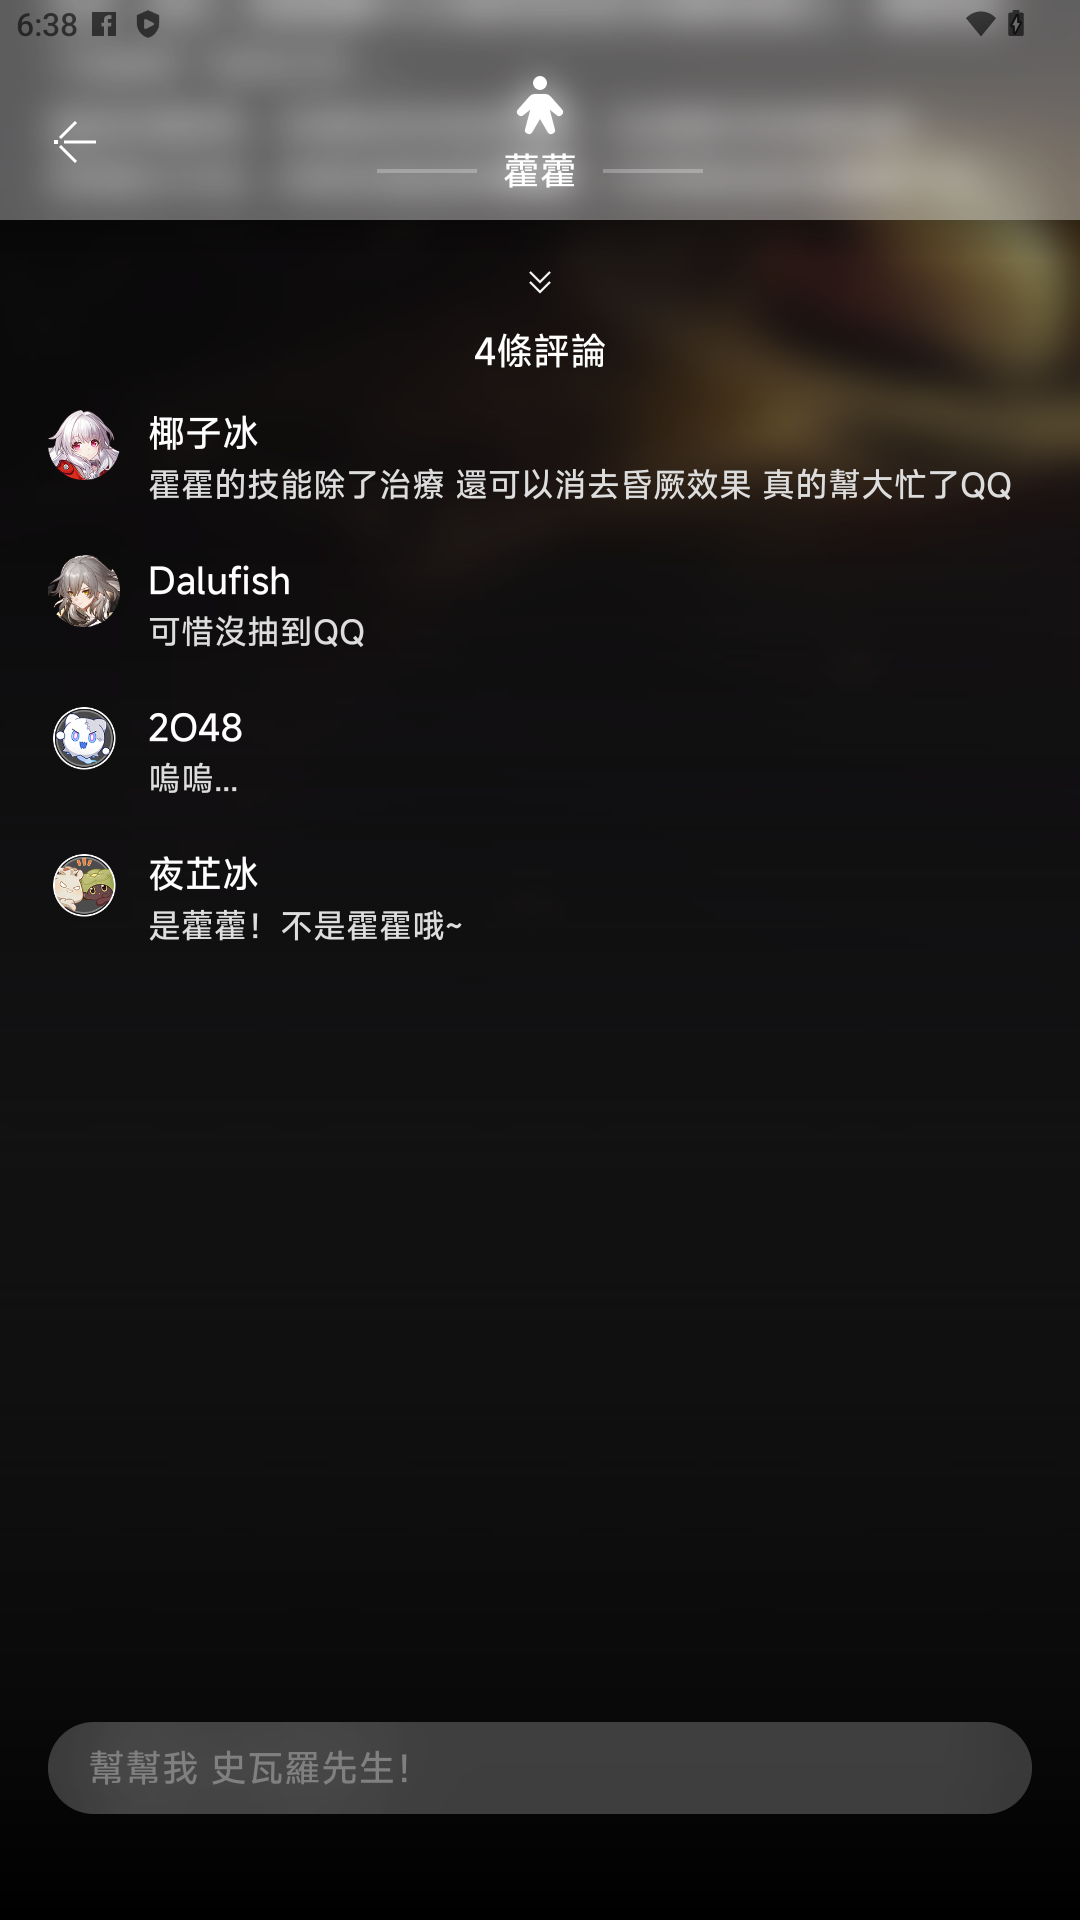 6:38
藿藿
4條評論
椰子冰
霍霍的技能除了治療 還可以消去昏厥效果 真的幫大忙了QQ
Dalufish
可惜沒抽到QQ
2O48
嗚嗚...
夜芷冰
是藿藿！不是霍霍哦~
幫幫我 史瓦羅先生！